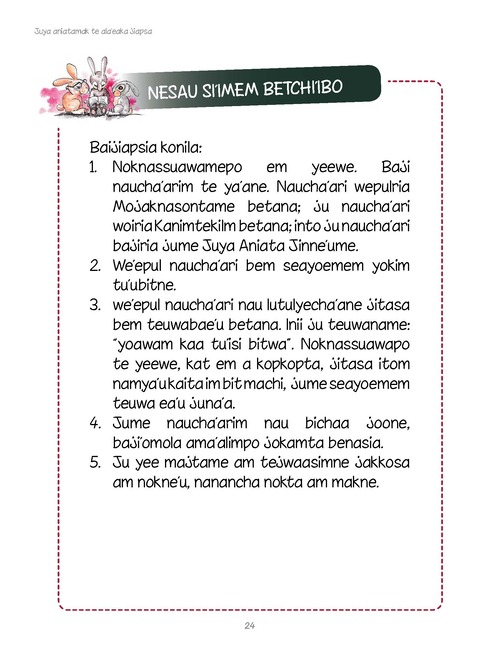 Juya aniatamak te ala'eaka jiapsa
NESAU SI'IMEM BETCHI'IBO
Baijiapsia konila:
1. Noknassuawamepo em yeewe. Baji
naucha'arim te ya'ane. Naucha'ari wepulria
Mojaknasontame betana; ju naucha'ari
woiria Kanimtekilm betana; into ju naucha'ari
bajiria jume Juya Aniata Jinne'ume.
2. We'epul naucha'ari bem seayoemem yokim
tu'ubitne.
3. we'epul naucha'ari nau lutulyecha'ane jitasa
bem teuwabae'u betana. Inii ju teuwaname:
"yoawam kaa tu'isi bitwa". Noknassuawapo
te yeewe, kat em a kopkopta, jitasa itom
namya'u kaita im bit machi, jume seayoemem
teuwa ea'u juna'a.
4. Jume naucha'arim nau bichaa joone,
baji'omola ama'alimpo jokamta benasia.
5. Ju yee majtame am tejwaasimne jakkosa
am nokne'u, nanancha nokta am makne.
24